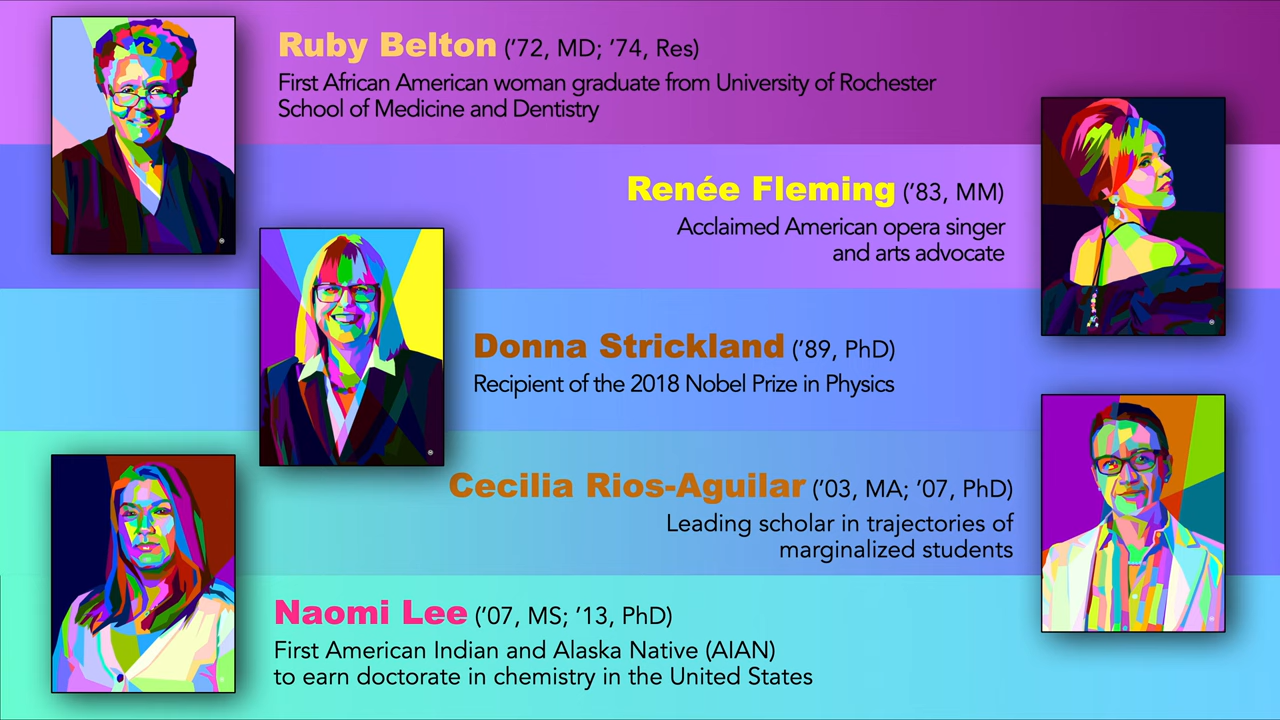 Ruby Belton (’72, MD; ’74, Res)
First African American woman graduate from University of Rochester
School of Medicine and Dentistry
Renée Fleming (’83, MM)
Acclaimed American opera singer
and arts advocate
Donna Strickland (’89, PhD)
Recipient of the 2018 Nobel Prize in Physics
Cecilia Rios-Aguilar (’03, MA; ’07, PhD)
Leading scholar in trajectories of
marginalized students
Naomi Lee (’07, MS; ’13, PhD)
First American Indian and Alaska Native (AIAN)
to earn doctorate in chemistry in the United States